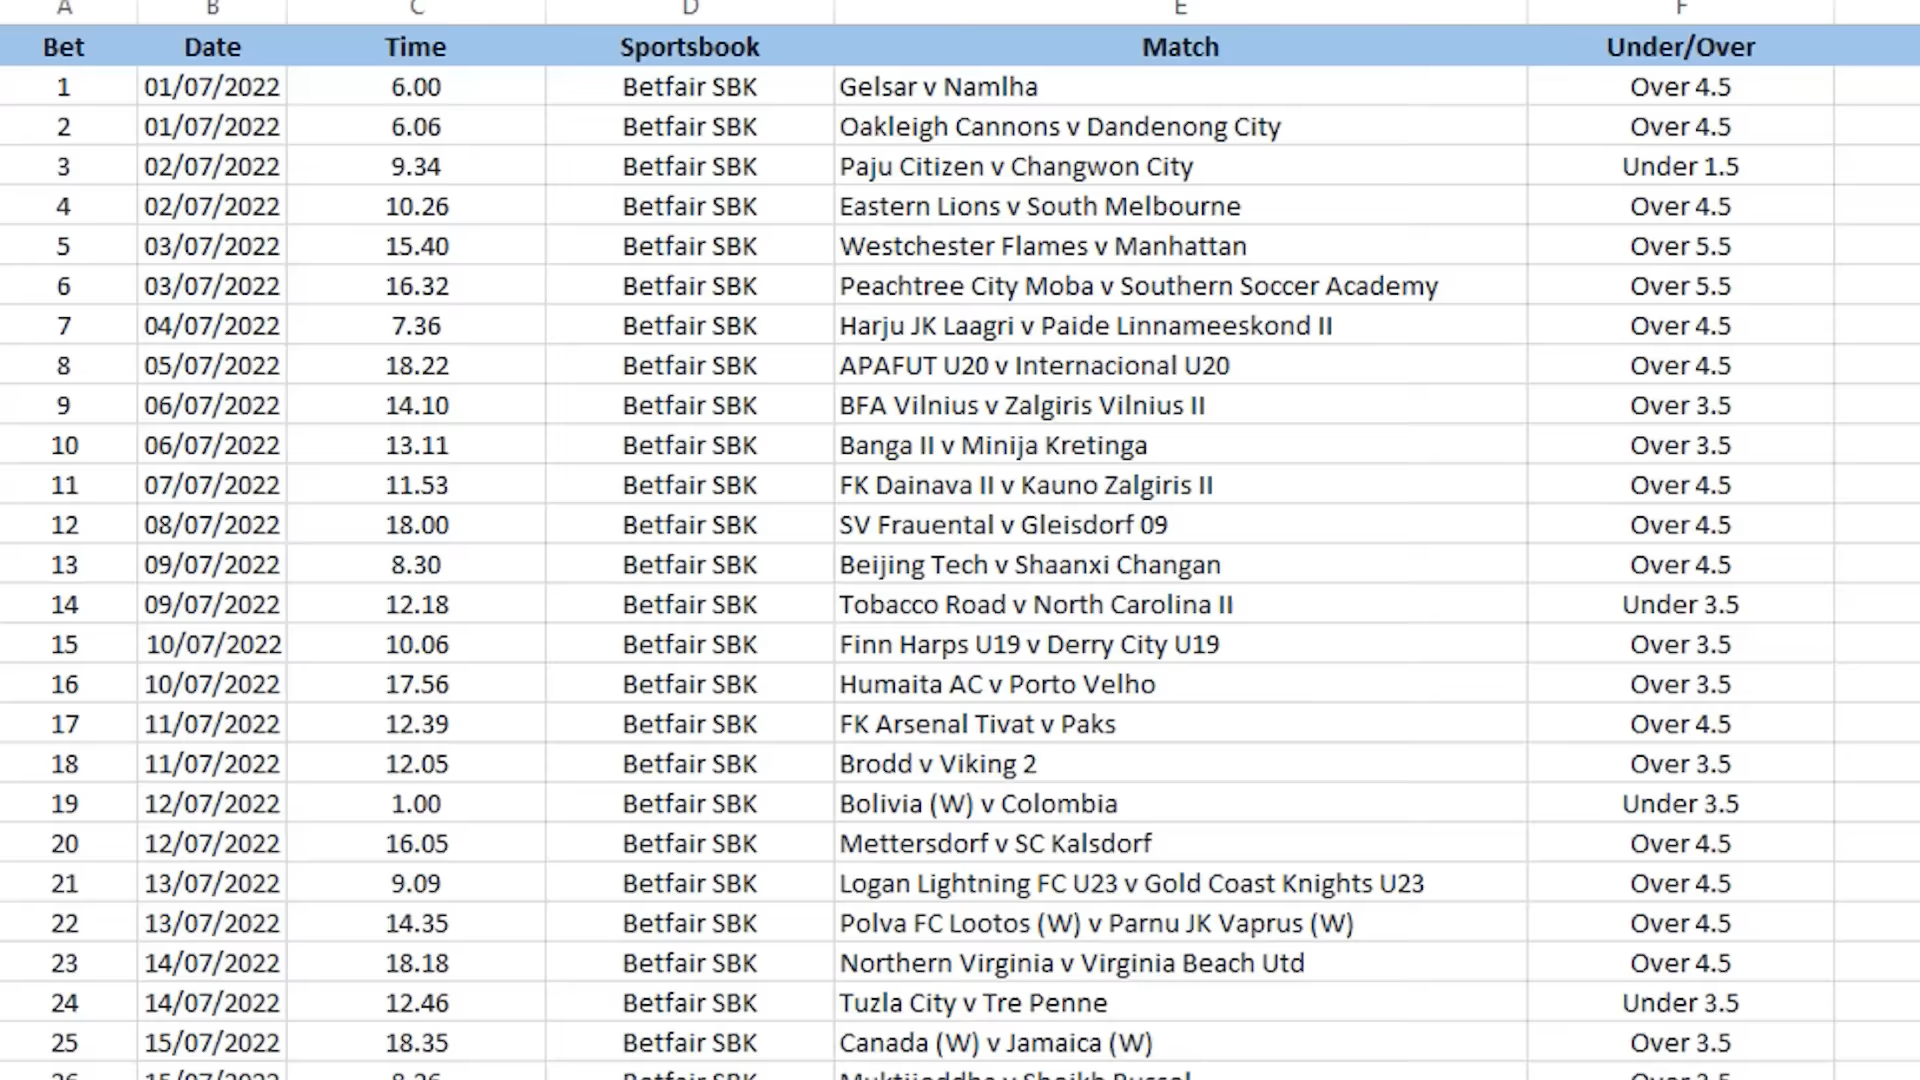 A B C D E F
Bet Date Time Sportsbook Match Under/Over
1 01/07/2022 6.00 Betfair SBK Gelsar v Namlha Over 4.5
2 01/07/2022 6.06 Betfair SBK Oakleigh Cannons v Dandenong City Over 4.5
3 02/07/2022 9.34 Betfair SBK Paju Citizen v Changwon City Under 1.5
4 02/07/2022 10.26 Betfair SBK Eastern Lions v South Melbourne Over 4.5
5 03/07/2022 15.40 Betfair SBK Westchester Flames v Manhattan Over 5.5
6 03/07/2022 16.32 Betfair SBK Peachtree City Moba v Southern Soccer Academy Over 5.5
7 04/07/2022 7.36 Betfair SBK Harju JK Laagri v Paide Linnameeskond II Over 4.5
8 05/07/2022 18.22 Betfair SBK APAFUT U20 v Internacional U20 Over 4.5
9 06/07/2022 14.10 Betfair SBK BFA Vilnius v Zalgiris Vilnius II Over 3.5
10 06/07/2022 13.11 Betfair SBK Banga II v Minija Kretinga Over 3.5
11 07/07/2022 11.53 Betfair SBK FK Dainava II v Kauno Zalgiris II Over 4.5
12 08/07/2022 18.00 Betfair SBK SV Frauental v Gleisdorf 09 Over 4.5
13 09/07/2022 8.30 Betfair SBK Beijing Tech v Shaanxi Changan Over 4.5
14 09/07/2022 12.18 Betfair SBK Tobacco Road v North Carolina II Under 3.5
15 10/07/2022 10.06 Betfair SBK Finn Harps U19 v Derry City U19 Over 3.5
16 10/07/2022 17.56 Betfair SBK Humaita AC v Porto Velho Over 3.5
17 11/07/2022 12.39 Betfair SBK FK Arsenal Tivat v Paks Over 4.5
18 11/07/2022 12.05 Betfair SBK Brodd v Viking 2 Over 3.5
19 12/07/2022 1.00 Betfair SBK Bolivia (W) v Colombia Under 3.5
20 12/07/2022 16.05 Betfair SBK Mettersdorf v SC Kalsdorf Over 4.5
21 13/07/2022 9.09 Betfair SBK Logan Lightning FC U23 v Gold Coast Knights U23 Over 4.5
22 13/07/2022 14.35 Betfair SBK Polva FC Lootos (W) v Parnu JK Vaprus (W) Over 4.5
23 14/07/2022 18.18 Betfair SBK Northern Virginia v Virginia Beach Utd Over 4.5
24 14/07/2022 12.46 Betfair SBK Tuzla City v Tre Penne Under 3.5
25 15/07/2022 18.35 Betfair SBK Canada (W) v Jamaica (W) Over 3.5